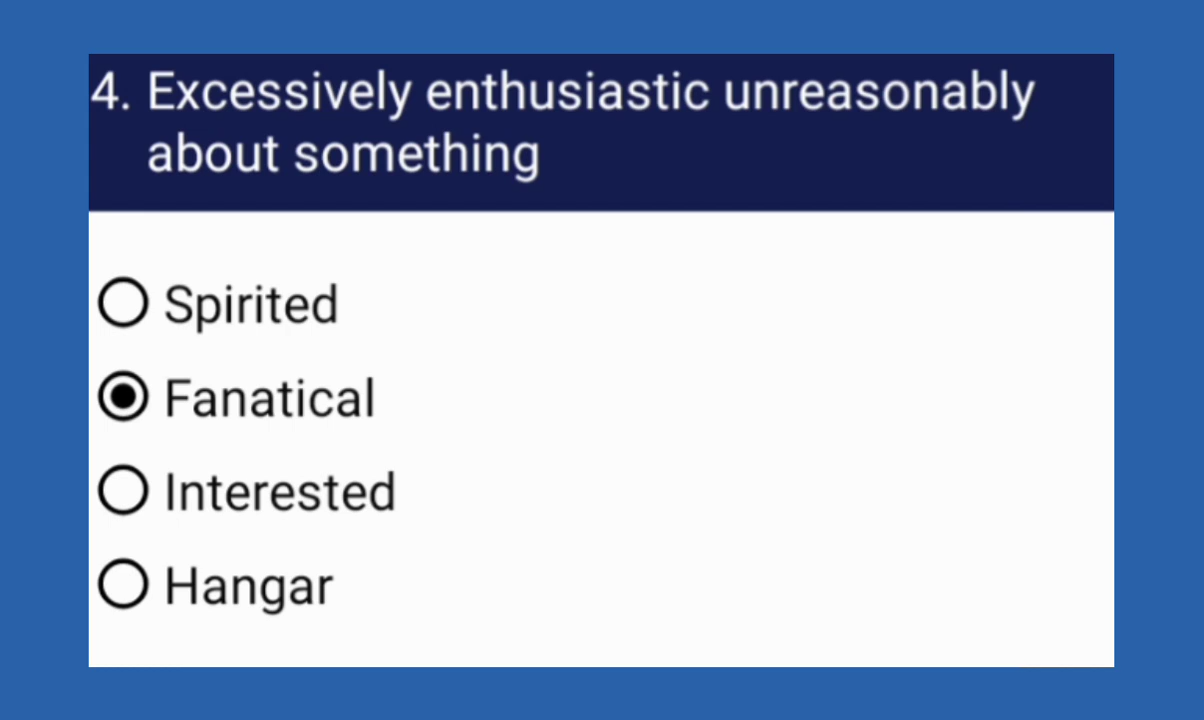 4. Excessively enthusiastic unreasonably
about something
Spirited
Fanatical
Interested
Hangar